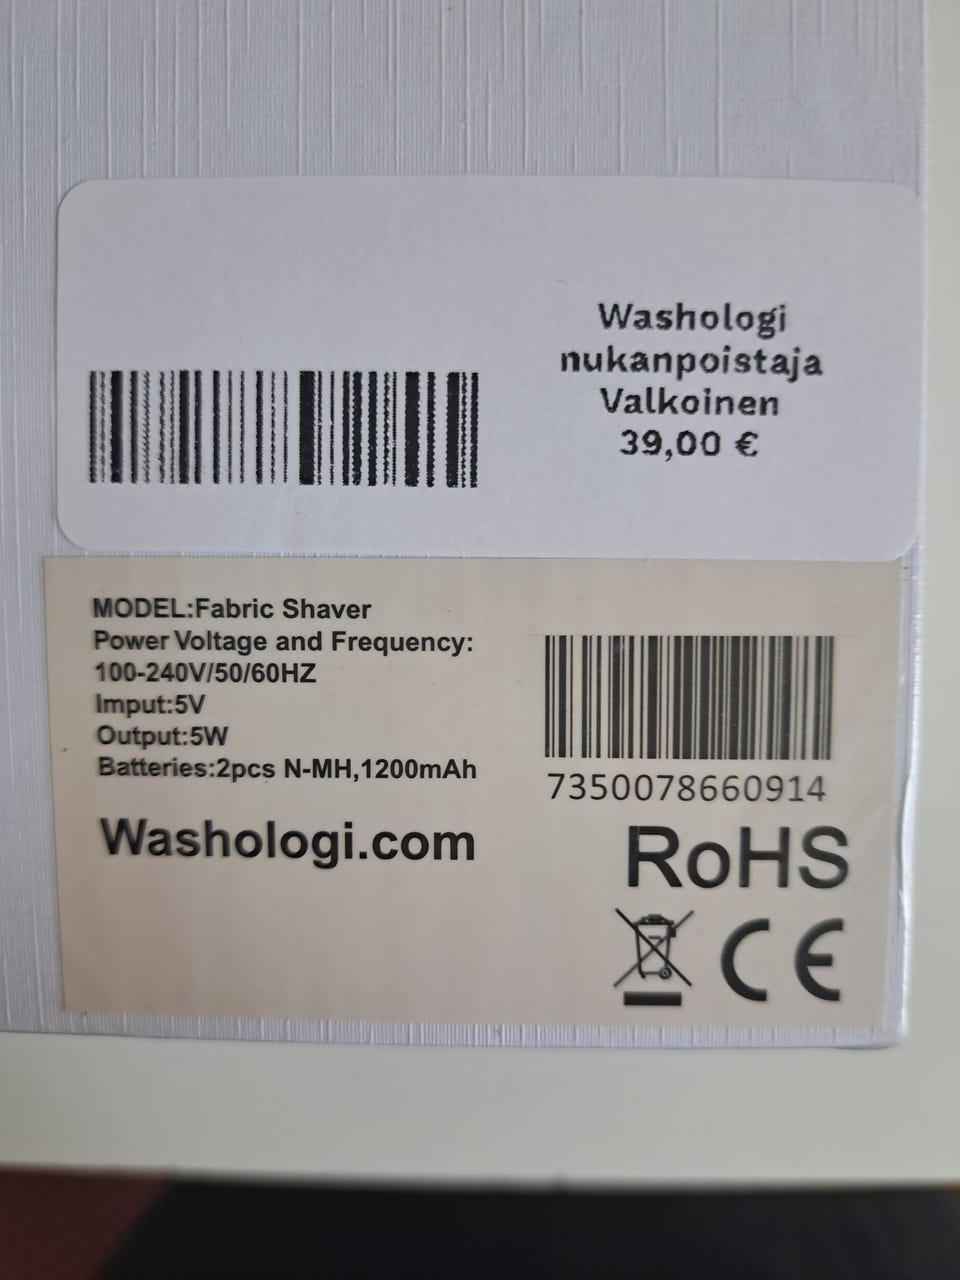 Washologi
nukanpoistaja
Valkoinen
39,00 €
MODEL:Fabric Shaver
Power Voltage and Frequency:
100-240V/50/60HZ
Imput:5V
Output:5W
Batteries:2pcs N-MH,1200mAh
Washologi.com
7350078660914
RoHS
CE